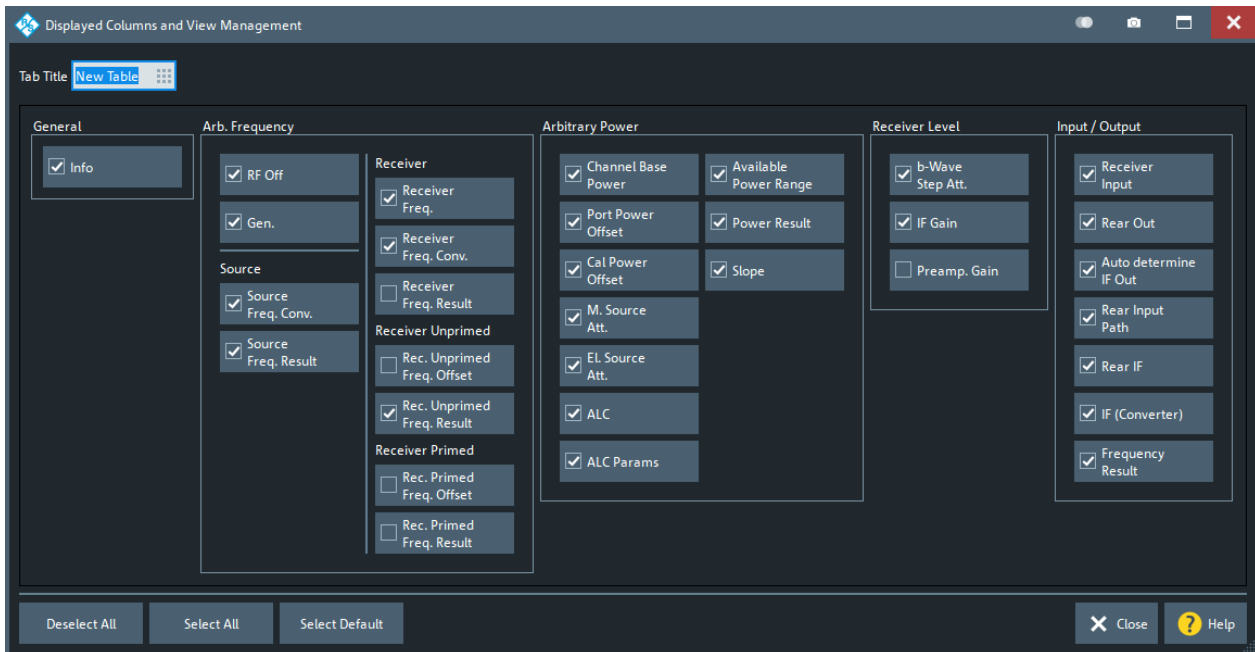 Displayed Columns and View Management
Tab Title New Table
General
Info
Arb. Frequency
RF Off
Gen.
Source
Source
Freq. Conv.
Source
Freq. Result
Receiver
Receiver
Freq.
Receiver
Freq. Conv.
Receiver
Freq. Result
Receiver Unprimed
Rec. Unprimed
Freq. Offset
Rec. Unprimed
Freq. Result
Receiver Primed
Rec. Primed
Freq. Offset
Rec. Primed
Freq. Result
Arbitrary Power
Channel Base
Power
Port Power
Offset
Cal Power
Offset
M. Source
Att.
El. Source
Att.
ALC
ALC Params
Available
Power Range
Power Result
Slope
Receiver Level
b-Wave
Step Att.
IF Gain
Preamp. Gain
Input / Output
Receiver
Input
Rear Out
Auto determine
IF Out
Rear Input
Path
Rear IF
IF (Converter)
Frequency
Result
Deselect All
Select All
Select Default
Close
? Help